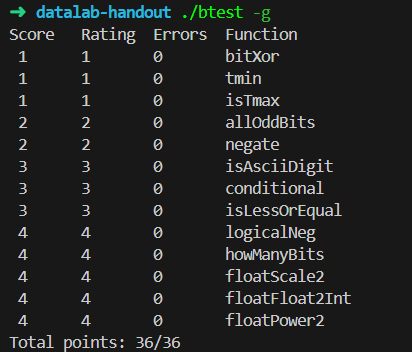 ➜ datalab-handout ./btest -g
Score Rating Errors Function
1 1 0 bitXor
1 1 0 tmin
1 1 0 isTmax
2 2 0 allOddBits
2 2 0 negate
3 3 0 isAsciiDigit
3 3 0 conditional
3 3 0 isLessOrEqual
4 4 0 logicalNeg
4 4 0 howManyBits
4 4 0 floatScale2
4 4 0 floatFloat2Int
4 4 0 floatPower2
Total points: 36/36